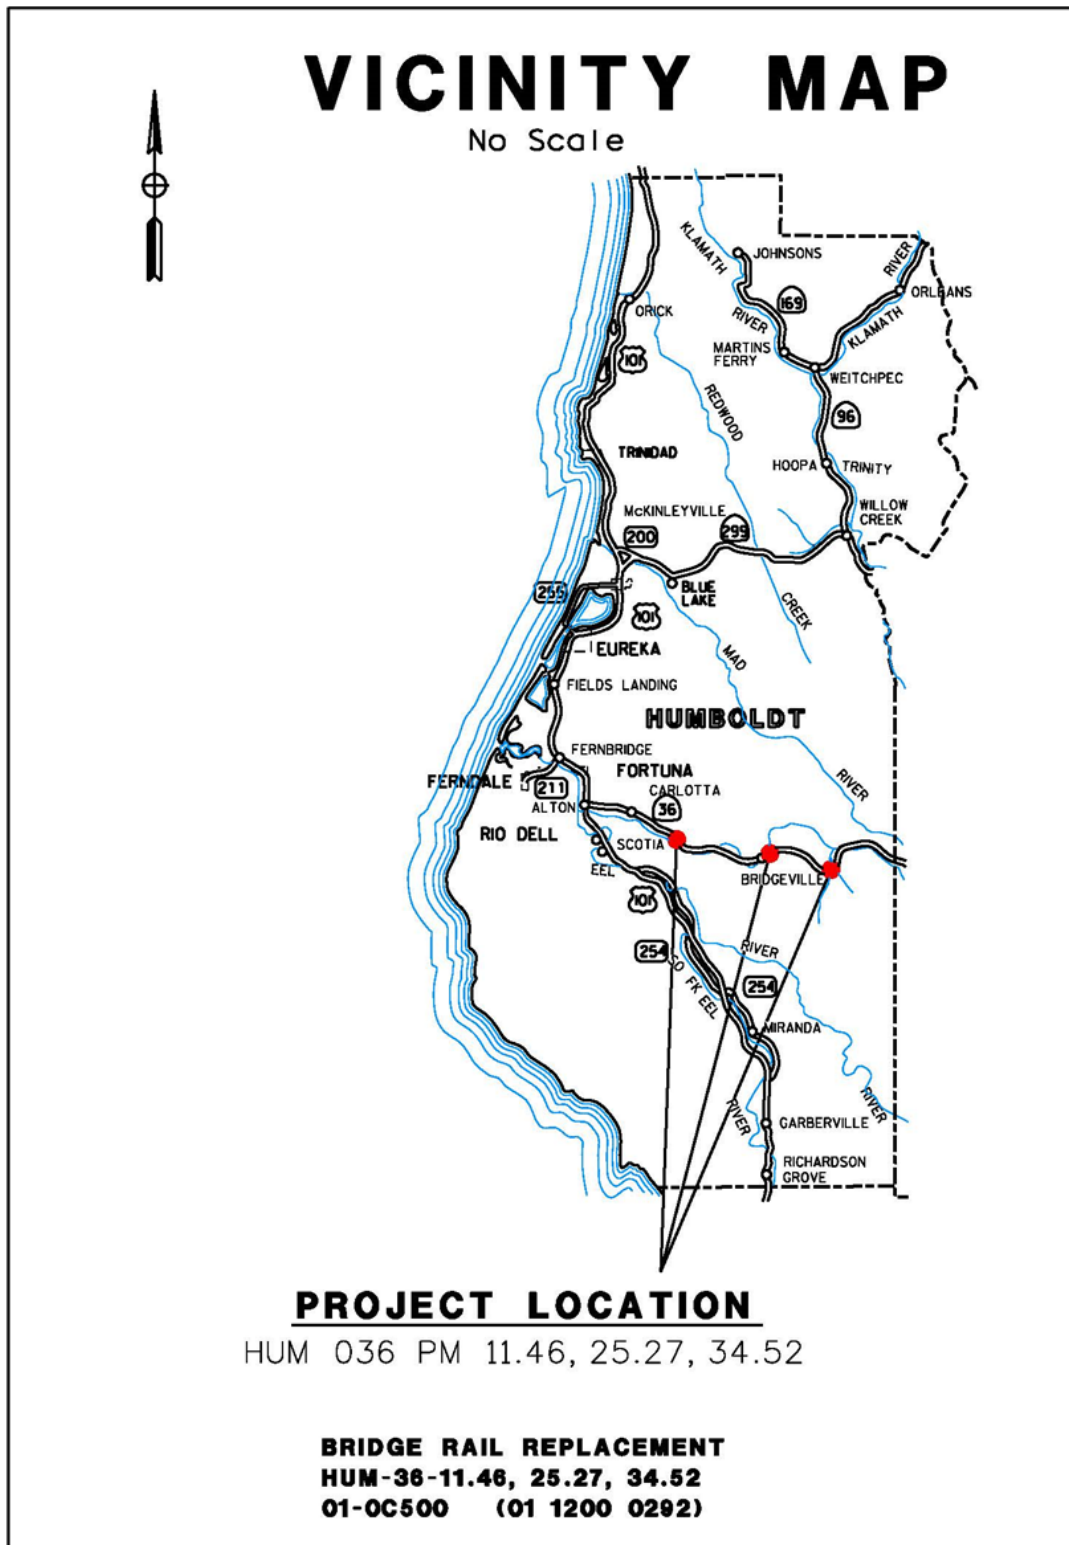 VICINITY MAP
No Scale
KLAMATH
RIVER
JOHNSONS
RIVER
ORLEANS
169
ORICK
KLAMATH
RIVER
MARTINS
FERRY
101
WEITCHPEC
REDWOOD
96
TRINIDAD
HOOPA
TRINITY
McKINLEYVILLE
WILLOW
CREEK
299
200
255
BLUE
LAKE
CREEK
101
EUREKA
MAD
FIELDS LANDING
HUMBOLDT
FERNBRIDGE
FORTUNA
FERNDALE
211
CARLOTTA
RIVER
ALTON
36
RIO DELL
SCOTIA
EEL
BRIDGEVILLE
101
254
RIVER
SO FK EEL
254
MIRANDA
RIVER
RIVER
GARBERVILLE
RICHARDSON
GROVE
PROJECT LOCATION
HUM 036 PM 11.46, 25.27, 34.52
BRIDGE RAIL REPLACEMENT
HUM-36-11.46, 25.27, 34.52
01-0C500 (01 1200 0292)